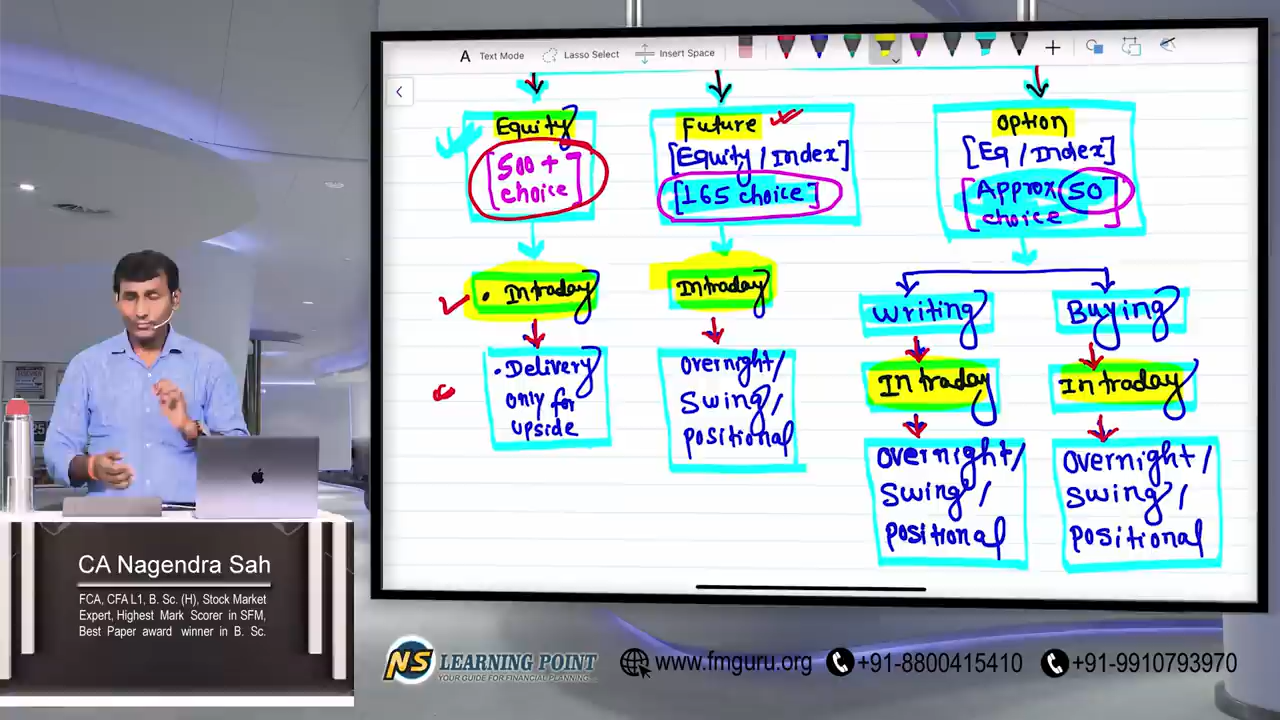 A Text Mode
Lasso Select
Insert Space
Equity
[500+
choice]
Future
[Equity/Index]
[165 choice]
Option
[Eq/Index]
[Approx 50
choice]
• Intraday
Intraday
Writing
Buying
• Delivery
only for
upside
overnight/
swing/
positional
Intraday
Intraday
overnight/
swing/
positional
overnight/
swing/
positional
CA Nagendra Sah
FCA, CFA L1, B. Sc. (H), Stock Market
Expert, Highest Mark Scorer in SFM,
Best Paper award winner in B. Sc.
NS LEARNING POINT
YOUR GUIDE FOR FINANCIAL PLANNING...
www.fmguru.org
+91-8800415410
+91-9910793970